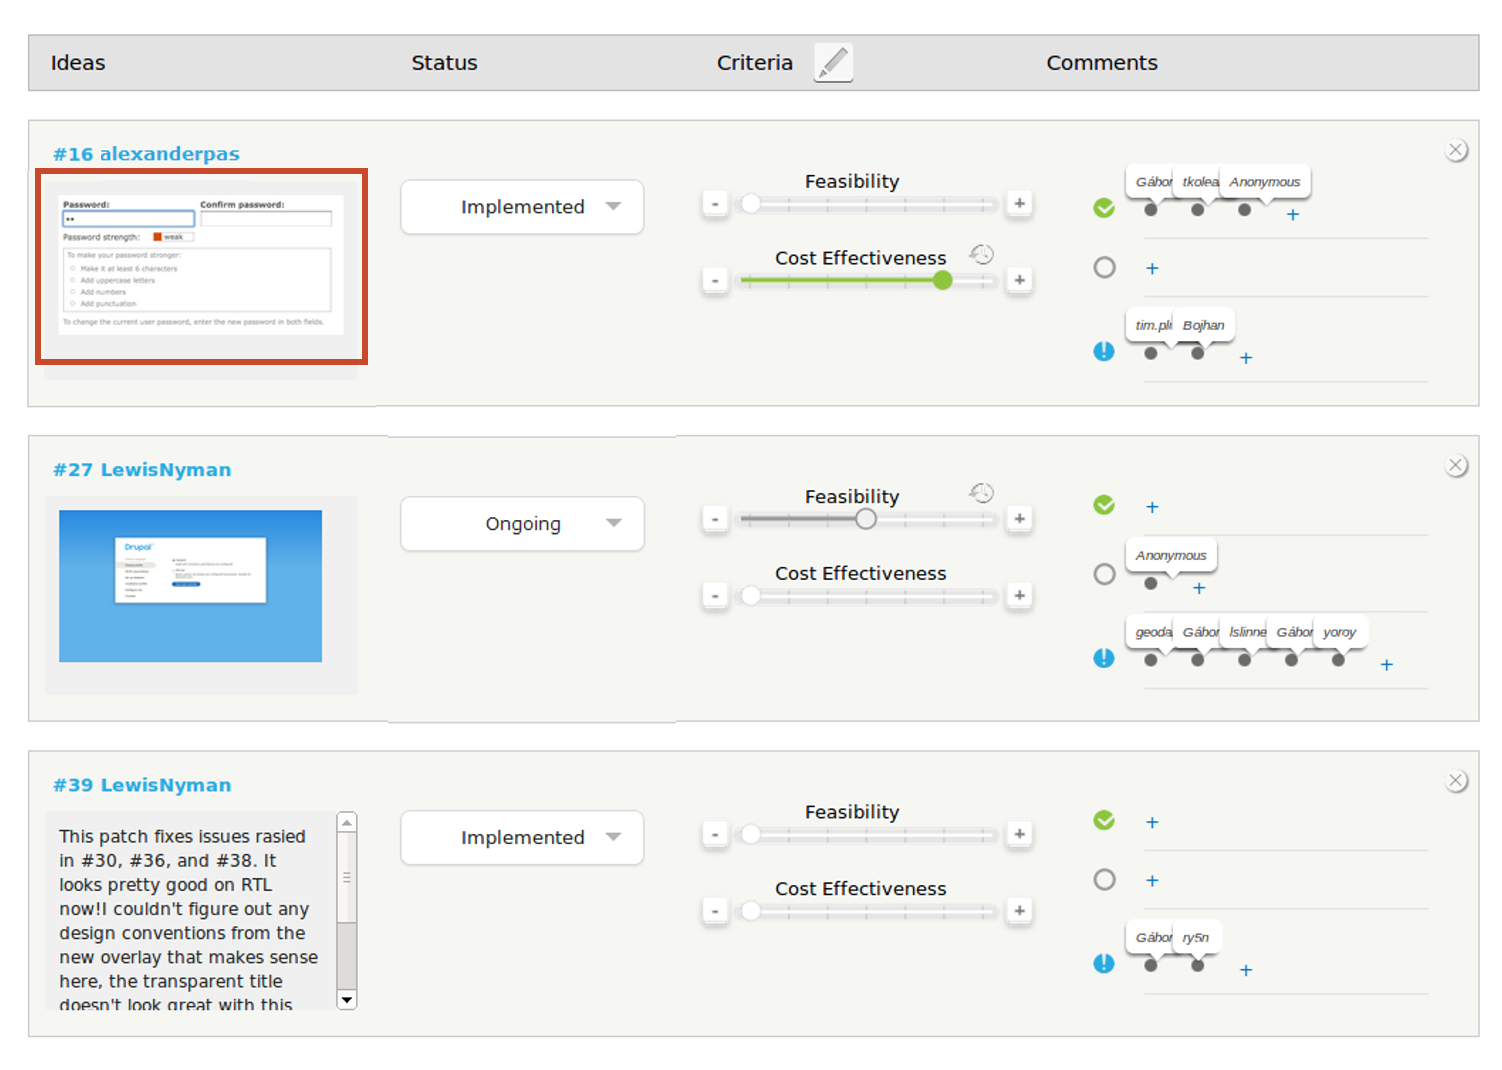 Ideas Status Criteria Comments
#16 alexanderpas
Password: Confirm password:
Password strength: weak
To make your password stronger:
Make it at least 6 characters
Add uppercase letters
Add numbers
Add punctuation
To change the current user password, enter the new password in both fields.
Implemented
Feasibility
- +
Cost Effectiveness
- +
Gábor tkolea Anonymous
+
+
tim.pli Bojhan
+
#27 LewisNyman
Drupal
Ongoing
Feasibility
- +
Cost Effectiveness
- +
+
Anonymous
+
geoda Gábor lslinne Gábor yoroy
+
#39 LewisNyman
This patch fixes issues rasied
in #30, #36, and #38. It
looks pretty good on RTL
now!I couldn't figure out any
design conventions from the
new overlay that makes sense
here, the transparent title
doesn't look great with this
Implemented
Feasibility
- +
Cost Effectiveness
- +
+
+
Gábor ry5n
+